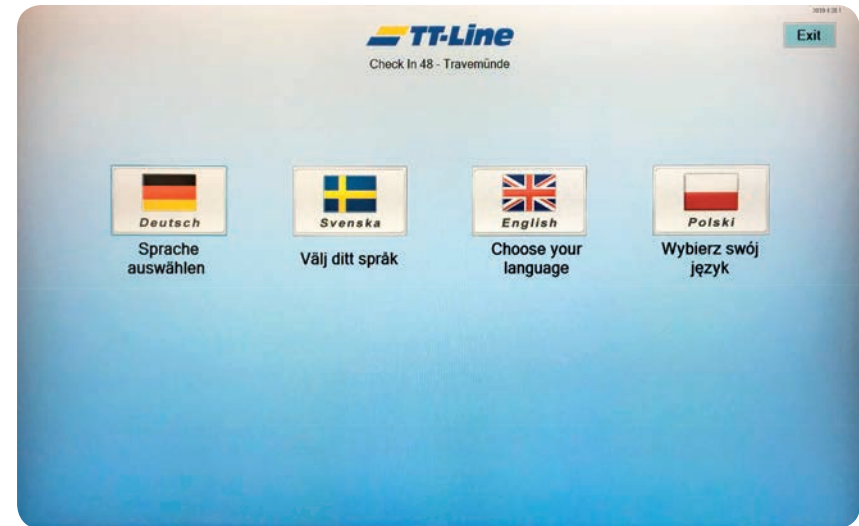 TT-Line
Exit
Check In 48 - Travemünde
Deutsch
Svenska
English
Polski
Sprache
auswählen
Välj ditt språk
Choose your
language
Wybierz swój
język